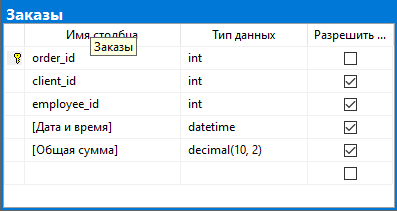 Заказы
Имя столбца Тип данных Разрешить ...
Заказы
order_id int
client_id int
employee_id int
[Дата и время] datetime
[Общая сумма] decimal(10, 2)